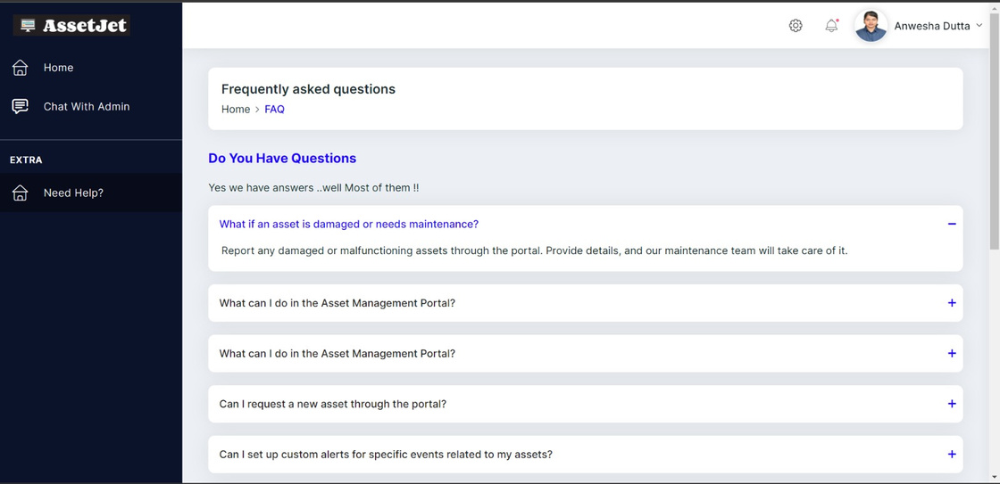 AssetJet
Home
Chat With Admin
EXTRA
Need Help?
Anwesha Dutta
Frequently asked questions
Home > FAQ
Do You Have Questions
Yes we have answers ..well Most of them !!
What if an asset is damaged or needs maintenance?
Report any damaged or malfunctioning assets through the portal. Provide details, and our maintenance team will take care of it.
What can I do in the Asset Management Portal?
What can I do in the Asset Management Portal?
Can I request a new asset through the portal?
Can I set up custom alerts for specific events related to my assets?